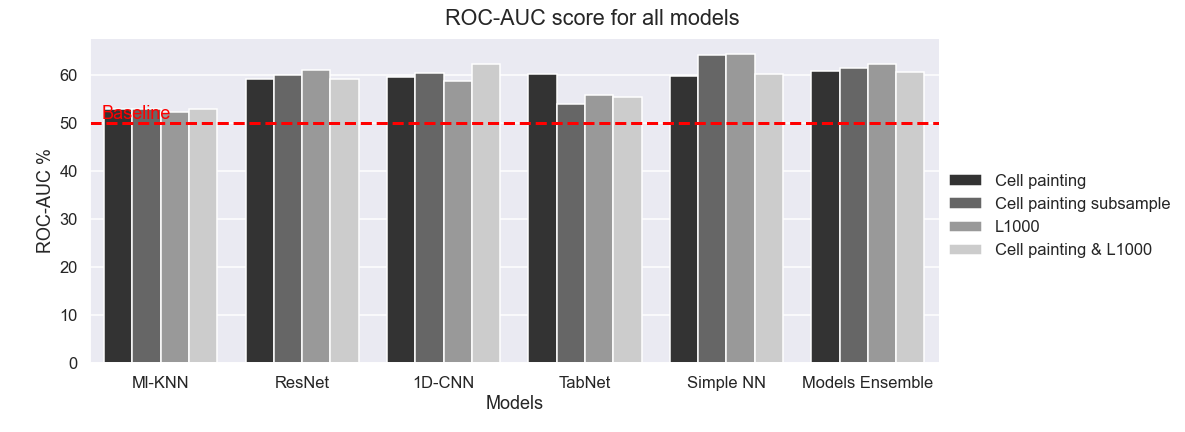 ROC-AUC score for all models
ROC-AUC %
60
50
40
30
20
10
0
Baseline
Ml-KNN
ResNet
1D-CNN
TabNet
Simple NN
Models Ensemble
Models
Cell painting
Cell painting subsample
L1000
Cell painting & L1000